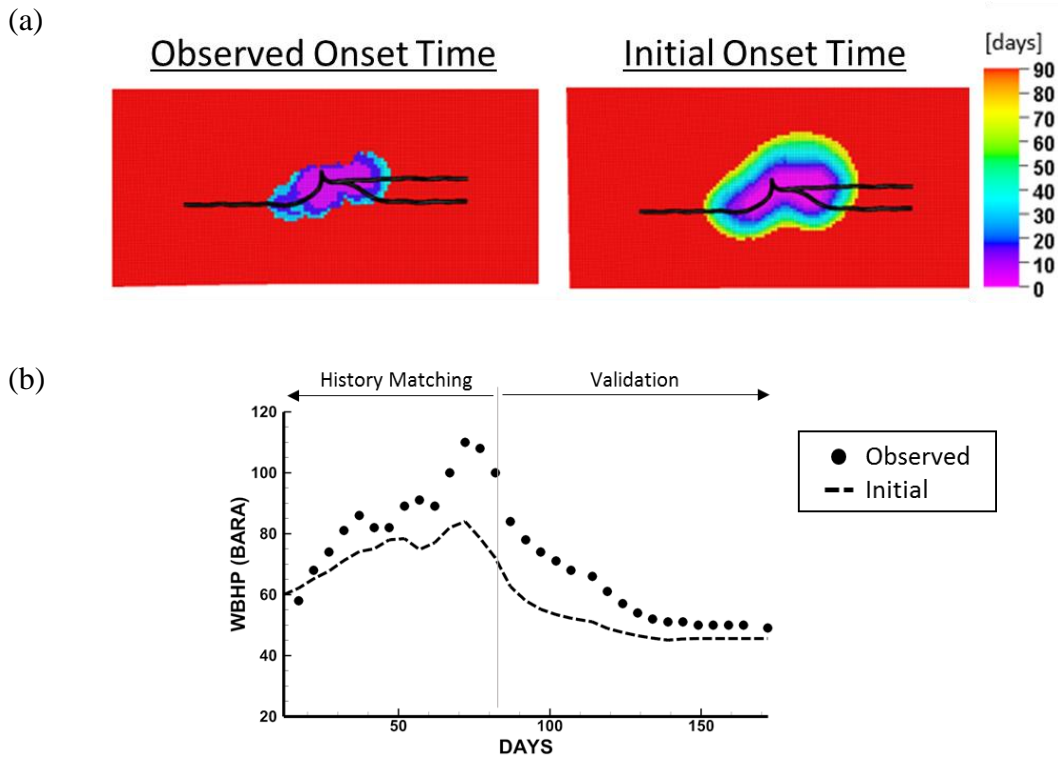 (a)
Observed Onset Time
Initial Onset Time
[days]
90
80
70
60
50
40
30
20
10
0
(b)
History Matching
Validation
120
100
80
60
40
20
WBHP (BARA)
50
100
150
DAYS
Observed
Initial